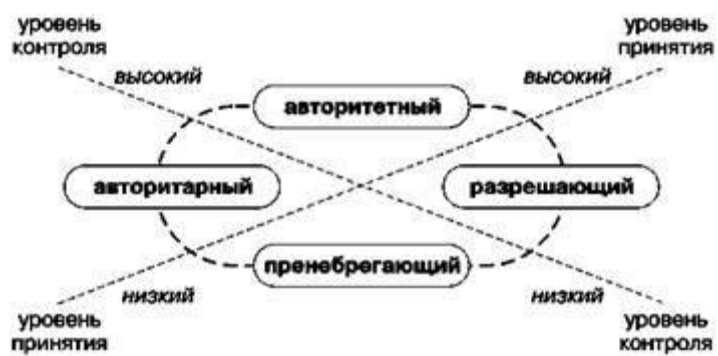 уровень
контроля
уровень
принятия
высокий
высокий
авторитетный
авторитарный
разрешающий
пренебрегающий
низкий
низкий
уровень
принятия
уровень
контроля